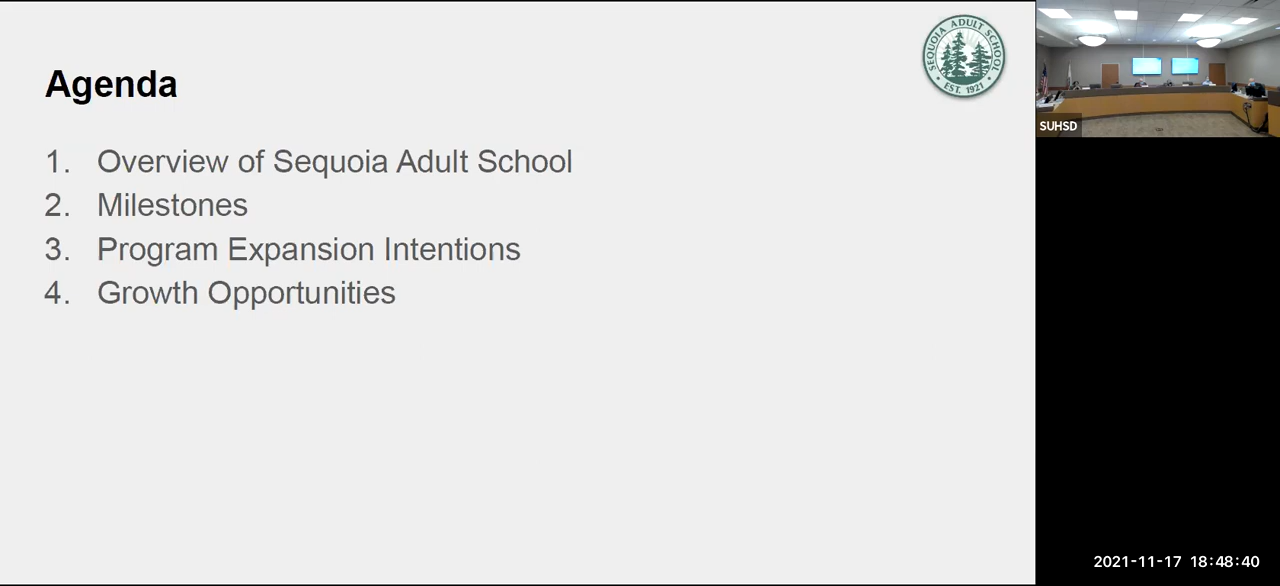 Agenda
1. Overview of Sequoia Adult School
2. Milestones
3. Program Expansion Intentions
4. Growth Opportunities
SEQUOIA ADULT SCHOOL
• EST. 1921 •
SUHSD
2021-11-17 18:48:40